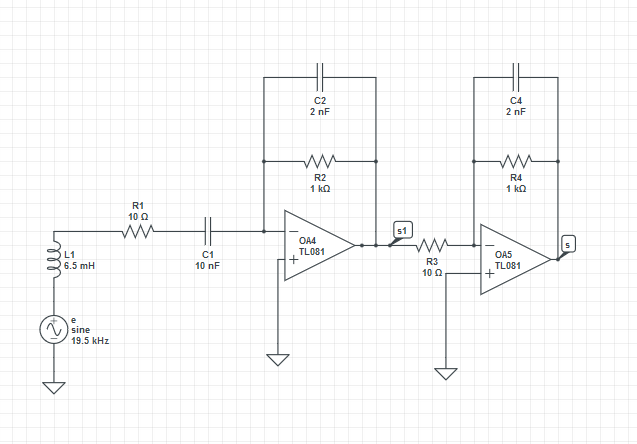 C2
2 nF
C4
2 nF
R2
1 kΩ
R4
1 kΩ
R1
10 Ω
L1
6.5 mH
C1
10 nF
OA4
TL081
s1
R3
10 Ω
OA5
TL081
s
e
sine
19.5 kHz